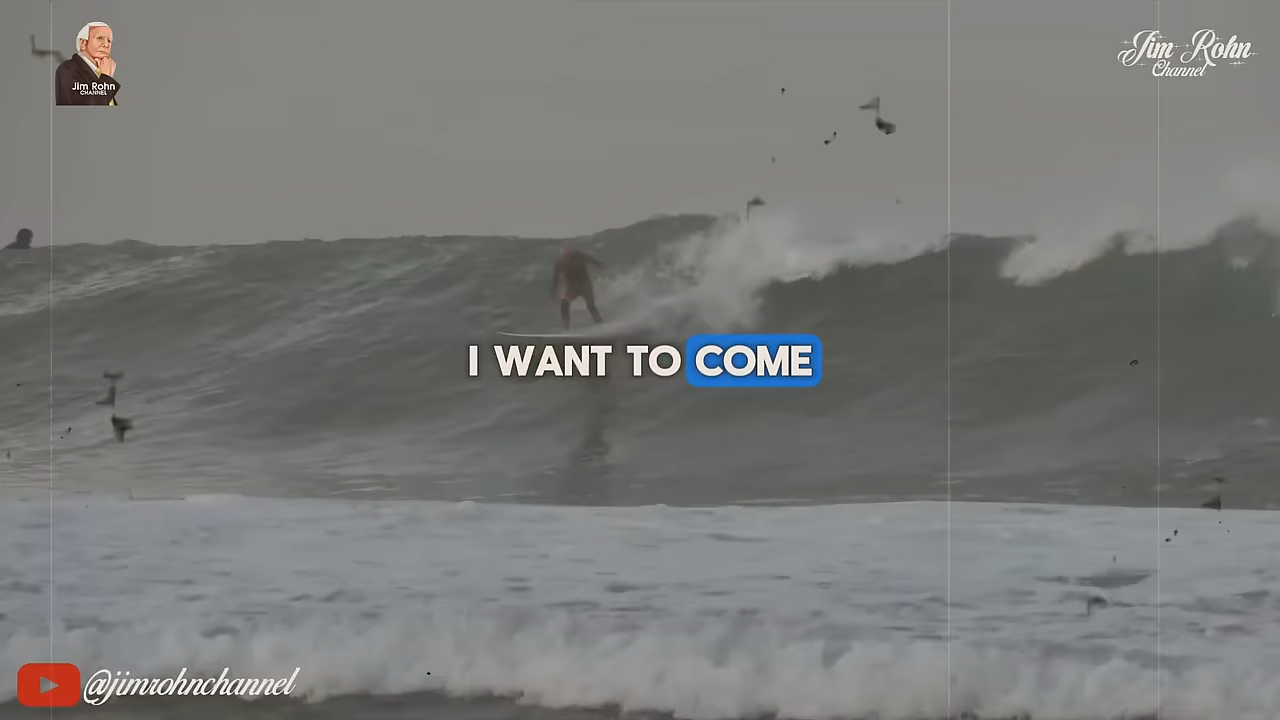 Jim Rohn
CHANNEL
Jim Rohn
Channel
I WANT TO COME
@jimrohnchannel